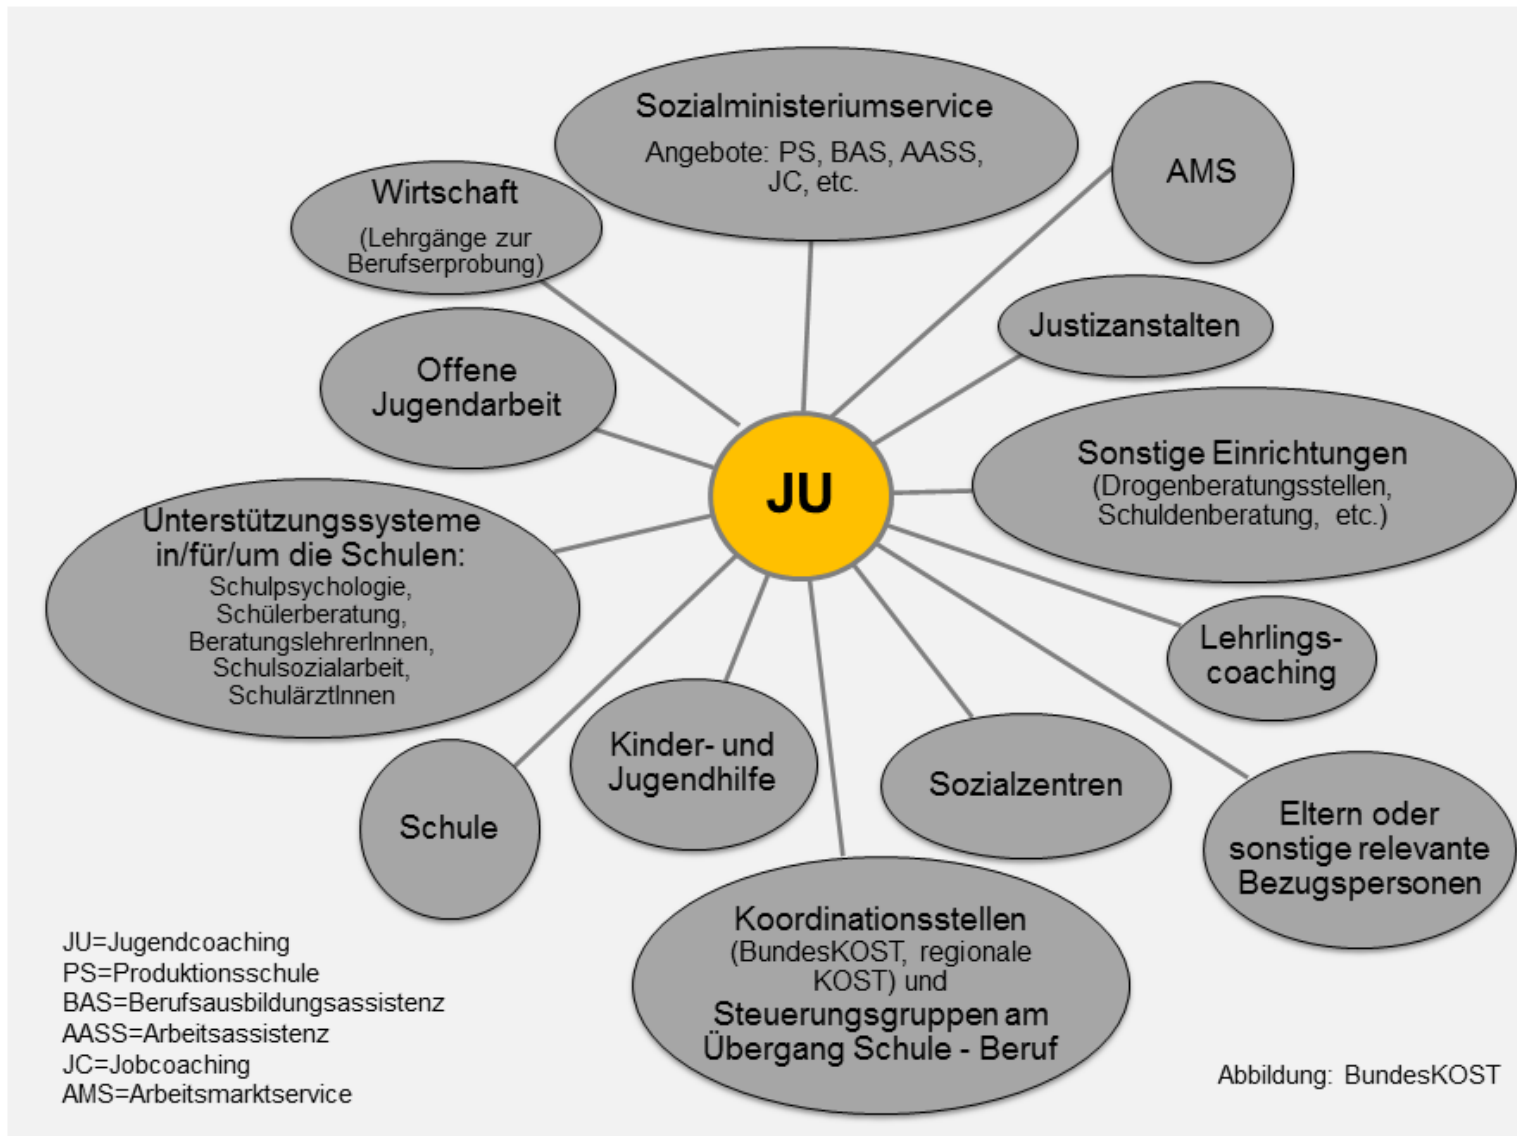 Sozialministeriumservice
Angebote: PS, BAS, AASS,
JC, etc.
AMS
Wirtschaft
(Lehrgänge zur
Berufserprobung)
Justizanstalten
Offene
Jugendarbeit
Sonstige Einrichtungen
(Drogenberatungsstellen,
Schuldenberatung, etc.)
JU
Unterstützungssysteme
in/für/um die Schulen:
Schulpsychologie,
Schülerberatung,
BeratungslehrerInnen,
Schulsozialarbeit,
SchulärztInnen
Lehrlings-
coaching
Kinder- und
Jugendhilfe
Sozialzentren
Schule
Eltern oder
sonstige relevante
Bezugspersonen
Koordinationsstellen
(BundesKOST, regionale
KOST) und
Steuerungsgruppen am
Übergang Schule - Beruf
JU=Jugendcoaching
PS=Produktionsschule
BAS=Berufsausbildungsassistenz
AASS=Arbeitsassistenz
JC=Jobcoaching
AMS=Arbeitsmarktservice
Abbildung: BundesKOST